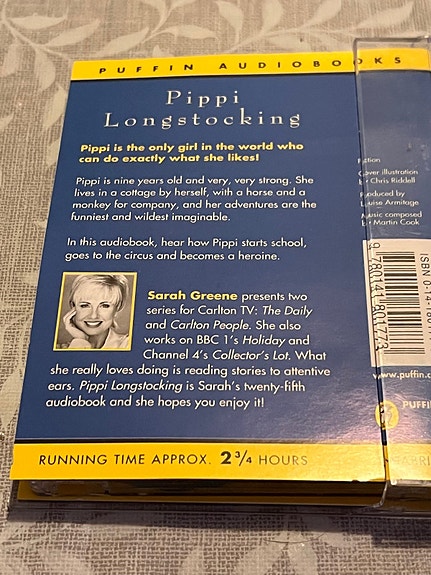 PUFFIN AUDIOBOOKS
Pippi
Longstocking
Pippi is the only girl in the world who
can do exactly what she likes!
Pippi is nine years old and very, very strong. She
lives in a cottage by herself, with a horse and a
monkey for company, and her adventures are the
funniest and wildest imaginable.
In this audiobook, hear how Pippi starts school,
goes to the circus and becomes a heroine.
Sarah Greene presents two
series for Carlton TV: The Daily
and Carlton People. She also
works on BBC 1's Holiday and
Channel 4's Collector's Lot. What
she really loves doing is reading stories to attentive
ears. Pippi Longstocking is Sarah's twenty-fifth
audiobook and she hopes you enjoy it!
RUNNING TIME APPROX. 2 3/4 HOURS
Fiction
Cover illustration
by Chris Riddell
Produced by
Louise Armitage
Music composed
by Martin Cook
9 780141 801773
ISBN 0-14-180
www.puffin.c
PUFFIN